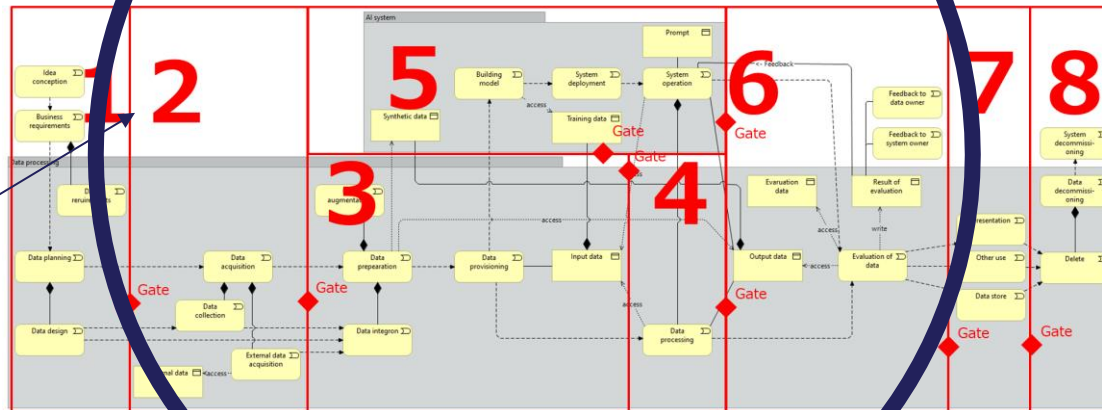 AI system
Prompt
1
2
5
6
7
8
<- Feedback
Idea
conception
Building
model
System
deployment
System
operation
Feedback to
data owner
access
Business
requirements
Synthetic data
Training data
Gate
Gate
Gate
Feedback to
system owner
System
decommissi-
oning
Data processing
3
4
augmentation
Evaruation
data
Result of
evaluation
Data
decommissi-
oning
access
write
access
Data planning
Data
acquisition
Data
prepearation
Data
provisioning
Input data
Output data
access
Evaluation of
data
Other use
Delete
Gate
Gate
Gate
Data
collection
access
Data store
Data design
Data integron
Data
processing
Gate
Gate
External data
acquisition
access